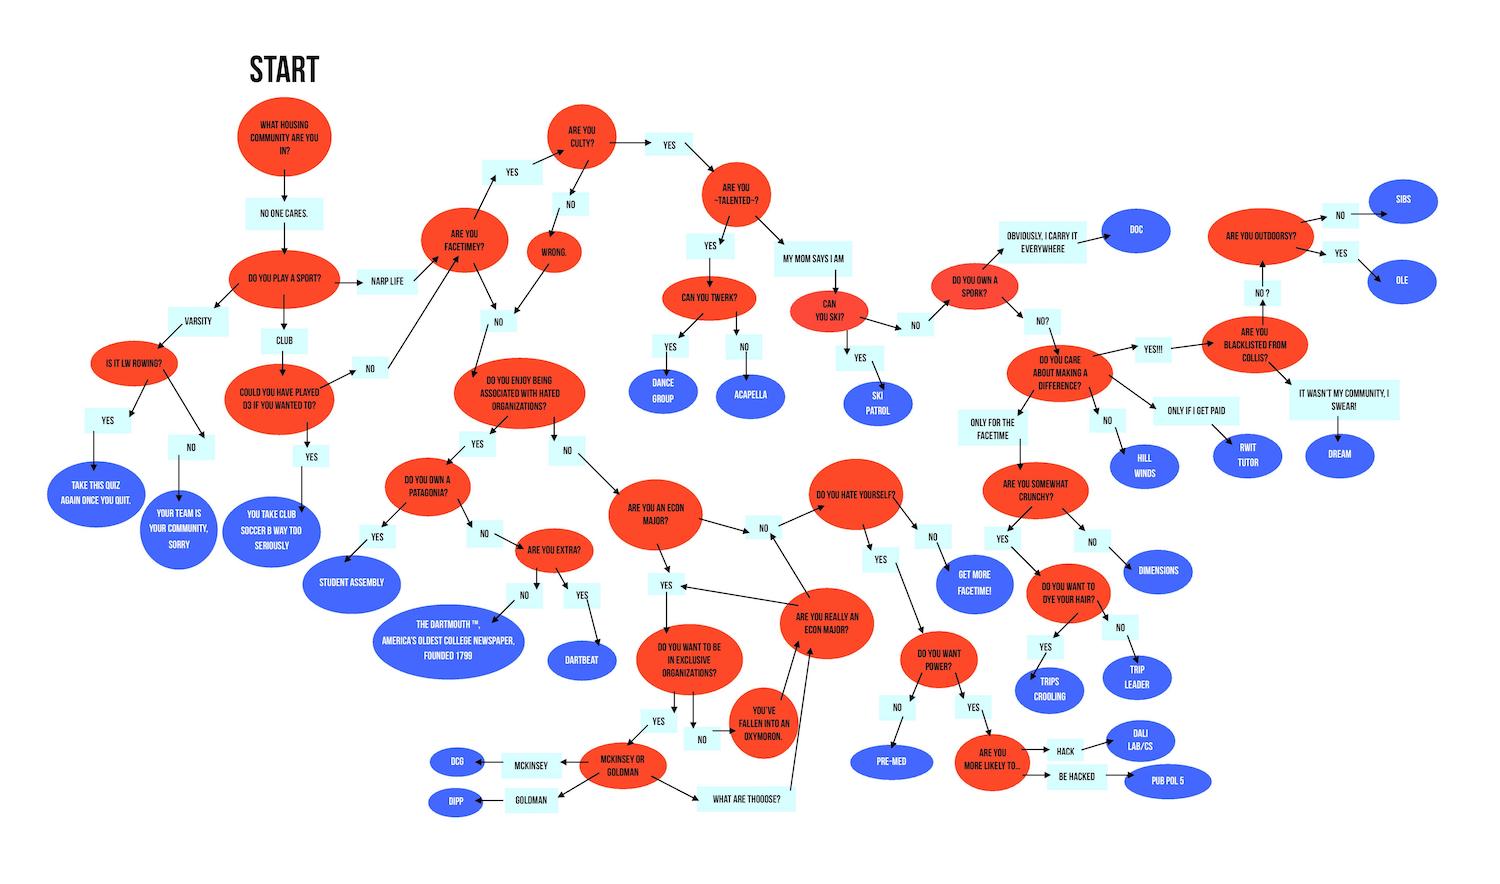 START
WHAT HOUSING
COMMUNITY ARE YOU
IN?
NO ONE CARES.
DO YOU PLAY A SPORT?
NARP LIFE
VARSITY
CLUB
IS IT LW ROWING?
YES
NO
TAKE THIS QUIZ
AGAIN ONCE YOU QUIT.
YOUR TEAM IS
YOUR COMMUNITY,
SORRY
COULD YOU HAVE PLAYED
D3 IF YOU WANTED TO?
NO
YES
YOU TAKE CLUB
SOCCER B WAY TOO
SERIOUSLY
ARE YOU
FACETIMEY?
YES
NO
ARE YOU
CULTY?
YES
NO
WRONG.
ARE YOU
~TALENTED~?
YES
MY MOM SAYS I AM
CAN YOU TWERK?
YES
NO
DANCE
GROUP
ACAPELLA
CAN
YOU SKI?
NO
YES
SKI
PATROL
DO YOU OWN A
SPORK?
OBVIOUSLY, I CARRY IT
EVERYWHERE
DOC
NO?
DO YOU CARE
ABOUT MAKING A
DIFFERENCE?
YES!!!
ONLY IF I GET PAID
NO
ONLY FOR THE
FACETIME
HILL
WINDS
RWIT
TUTOR
ARE YOU
BLACKLISTED FROM
COLLIS?
NO ?
IT WASN'T MY COMMUNITY, I
SWEAR!
DREAM
ARE YOU OUTDOORSY?
NO
SIBS
YES
OLE
ARE YOU SOMEWHAT
CRUNCHY?
YES
NO
DIMENSIONS
DO YOU WANT TO
DYE YOUR HAIR?
YES
NO
TRIPS
CROOLING
TRIP
LEADER
DO YOU ENJOY BEING
ASSOCIATED WITH HATED
ORGANIZATIONS?
YES
NO
DO YOU OWN A
PATAGONIA?
YES
NO
STUDENT ASSEMBLY
ARE YOU EXTRA?
NO
YES
THE DARTMOUTH ™,
AMERICA'S OLDEST COLLEGE NEWSPAPER,
FOUNDED 1799
DARTBEAT
ARE YOU AN ECON
MAJOR?
NO
YES
DO YOU WANT TO BE
IN EXCLUSIVE
ORGANIZATIONS?
YES
NO
YOU'VE
FALLEN INTO AN
OXYMORON.
ARE YOU REALLY AN
ECON MAJOR?
MCKINSEY OR
GOLDMAN
MCKINSEY
DCG
GOLDMAN
DIPP
WHAT ARE THOOOSE?
DO YOU HATE YOURSELF?
YES
NO
GET MORE
FACETIME!
DO YOU WANT
POWER?
NO
YES
PRE-MED
ARE YOU
MORE LIKELY TO...
HACK
DALI
LAB/CS
BE HACKED
PUB POL 5